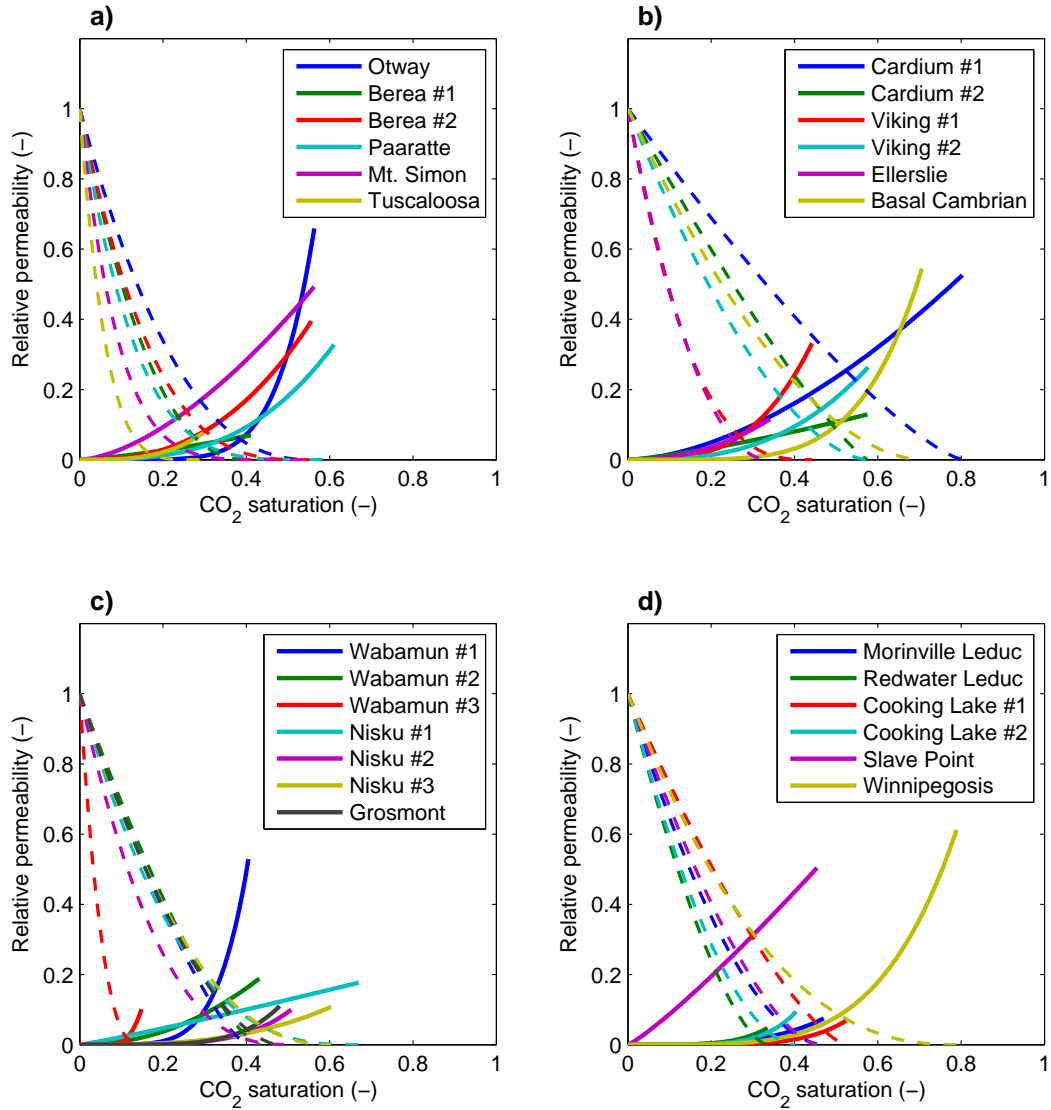 a)
1
0.8
0.6
0.4
0.2
0
0
0.2
0.4
0.6
0.8
1
Relative permeability (–)
CO2 saturation (–)
Otway
Berea #1
Berea #2
Paaratte
Mt. Simon
Tuscaloosa
b)
1
0.8
0.6
0.4
0.2
0
0
0.2
0.4
0.6
0.8
1
Relative permeability (–)
CO2 saturation (–)
Cardium #1
Cardium #2
Viking #1
Viking #2
Ellerslie
Basal Cambrian
c)
1
0.8
0.6
0.4
0.2
0
0
0.2
0.4
0.6
0.8
1
Relative permeability (–)
CO2 saturation (–)
Wabamun #1
Wabamun #2
Wabamun #3
Nisku #1
Nisku #2
Nisku #3
Grosmont
d)
1
0.8
0.6
0.4
0.2
0
0
0.2
0.4
0.6
0.8
1
Relative permeability (–)
CO2 saturation (–)
Morinville Leduc
Redwater Leduc
Cooking Lake #1
Cooking Lake #2
Slave Point
Winnipegosis